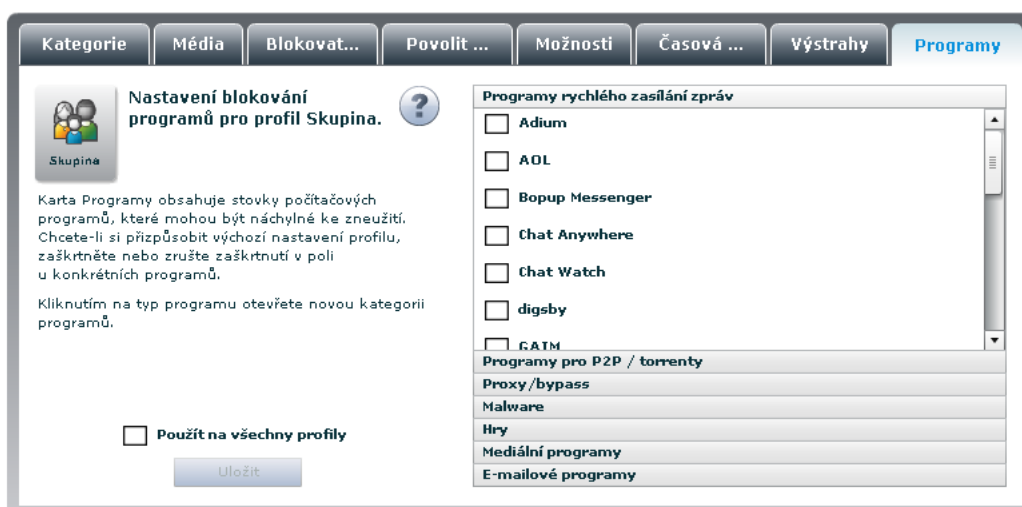 Kategorie
Média
Blokovat...
Povolit ...
Možnosti
Časová ...
Výstrahy
Programy
Skupina
Nastavení blokování
programů pro profil Skupina.
?
Karta Programy obsahuje stovky počítačových
programů, které mohou být náchylné ke zneužití.
Chcete-li si přizpůsobit výchozí nastavení profilu,
zaškrtněte nebo zrušte zaškrtnutí v poli
u konkrétních programů.
Kliknutím na typ programu otevřete novou kategorii
programů.
Použít na všechny profily
Uložit
Programy rychlého zasílání zpráv
Adium
AOL
Bopup Messenger
Chat Anywhere
Chat Watch
digsby
GAIM
Programy pro P2P / torrenty
Proxy/bypass
Malware
Hry
Mediální programy
E-mailové programy